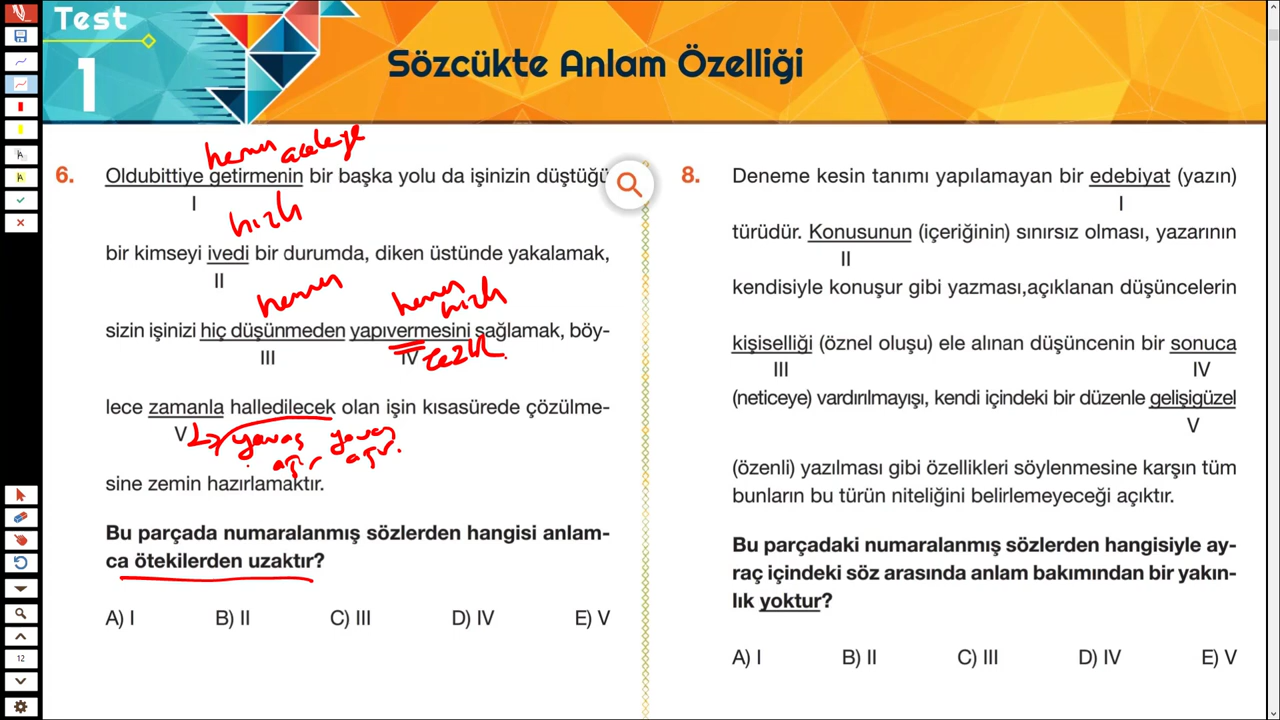 Test
1
Sözcükte Anlam Özelliği
6. Oldubittiye getirmenin bir başka yolu da işinizin düştüğü
hemen aceleye
I
hızlı
bir kimseyi ivedi bir durumda, diken üstünde yakalamak,
II
hemen
hemen
hızlı
sizin işinizi hiç düşünmeden yapıvermesini sağlamak, böy-
III
IV
tezlik
lece zamanla halledilecek olan işin kısasürede çözülme-
V
yavaş yavaş
ağır ağır
sine zemin hazırlamaktır.
Bu parçada numaralanmış sözlerden hangisi anlam-
ca ötekilerden uzaktır?
A) I B) II C) III D) IV E) V
8. Deneme kesin tanımı yapılamayan bir edebiyat (yazın)
I
türüdür. Konusunun (içeriğinin) sınırsız olması, yazarının
II
kendisiyle konuşur gibi yazması,açıklanan düşüncelerin
kişiselliği (öznel oluşu) ele alınan düşüncenin bir sonuca
III
IV
(neticeye) vardırılmayışı, kendi içindeki bir düzenle gelişigüzel
V
(özenli) yazılması gibi özellikleri söylenmesine karşın tüm
bunların bu türün niteliğini belirlemeyeceği açıktır.
Bu parçadaki numaralanmış sözlerden hangisiyle ay-
raç içindeki söz arasında anlam bakımından bir yakın-
lık yoktur?
A) I B) II C) III D) IV E) V
12